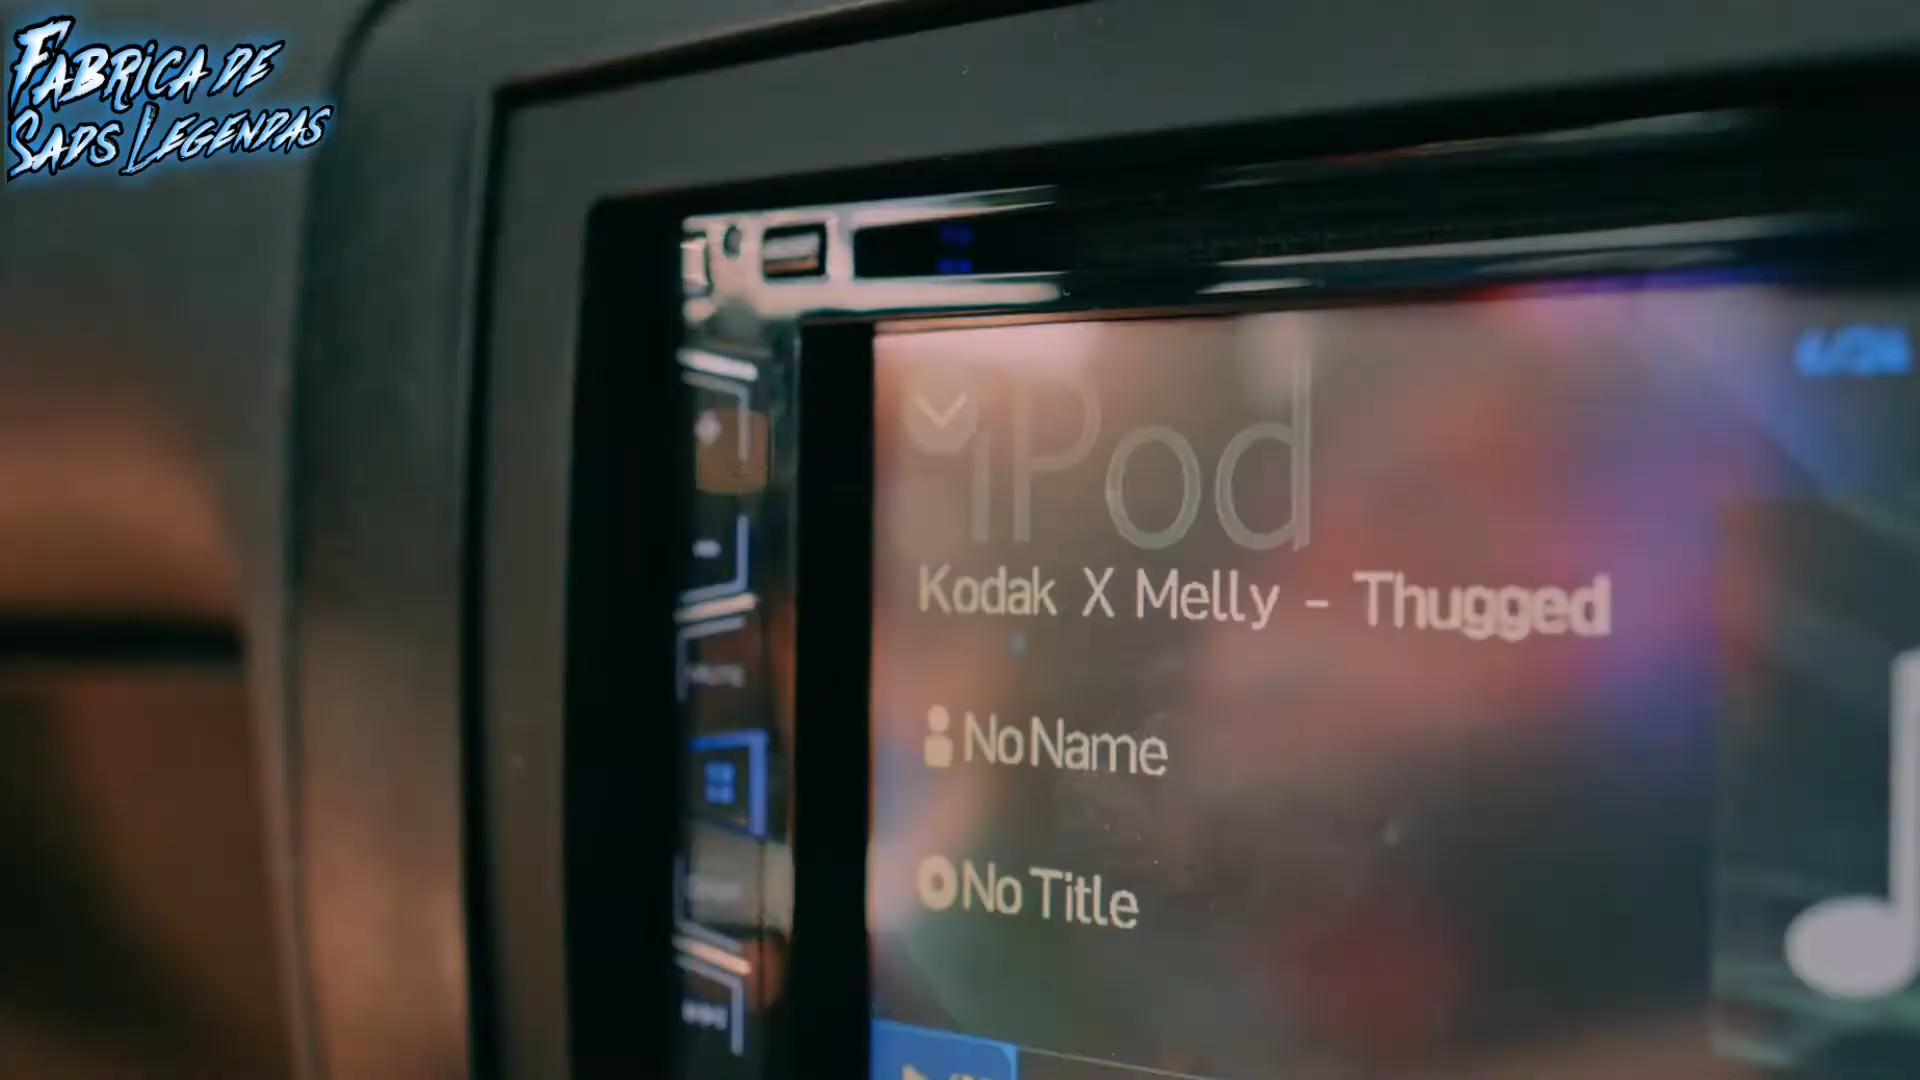 FABRICA DE
SADS LEGENDAS
iPod
Kodak X Melly - Thugged
No Name
No Title